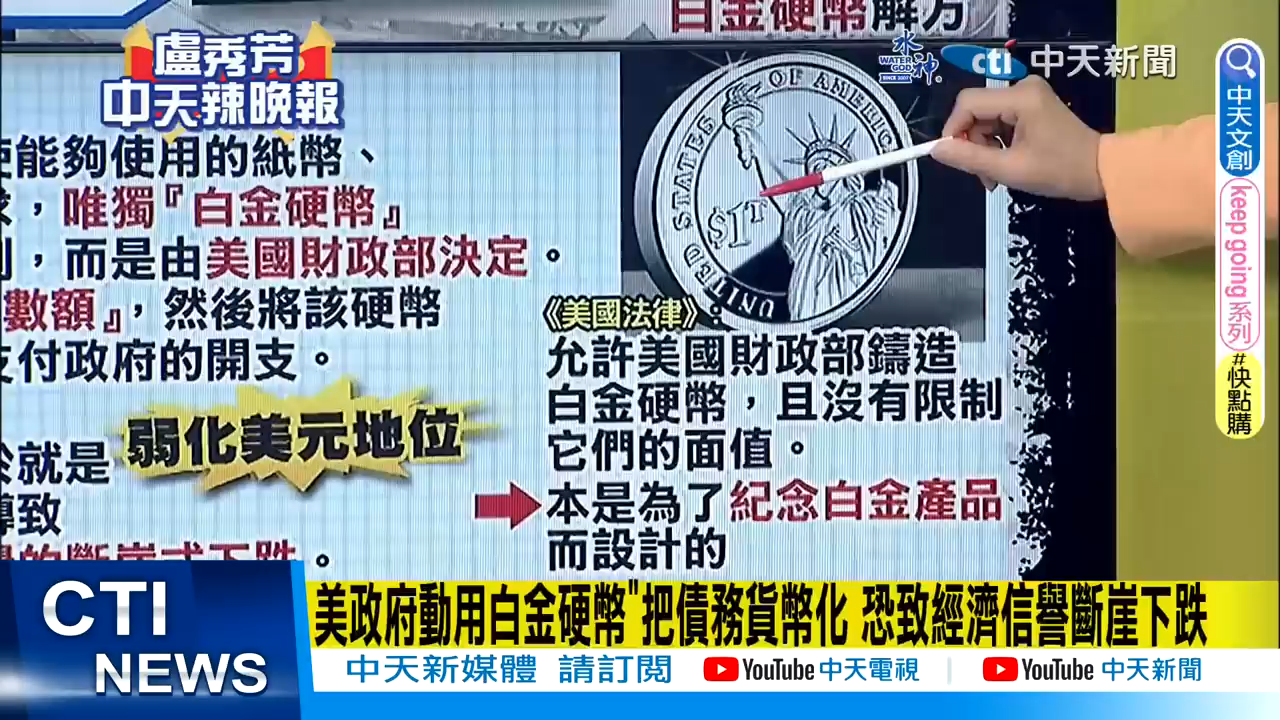 白金硬幣解方
盧秀芳
中天辣晚報
水神
WATER GOD
SINCE 2007
cti 中天新聞
中天文創
keep going系列
#快點購
使能夠使用的紙幣、
，唯獨『白金硬幣』
，而是由美國財政部決定。
數額』，然後將該硬幣
支付政府的開支。
弱化美元地位
於就是
導致
的斷崖式下跌。
UNITED STATES OF AMERICA
$1T
《美國法律》：
允許美國財政部鑄造
白金硬幣，且沒有限制
它們的面值。
本是為了紀念白金產品
而設計的
CTI NEWS
美政府動用白金硬幣"把債務貨幣化 恐致經濟信譽斷崖下跌
中天新媒體 請訂閱 YouTube 中天電視 YouTube 中天新聞